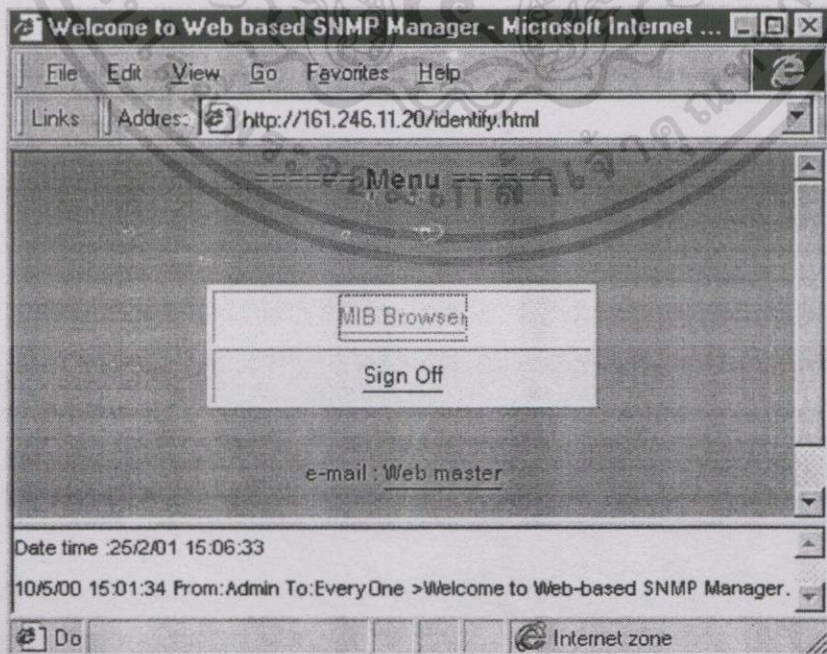 Welcome to Web based SNMP Manager - Microsoft Internet ...
File Edit View Go Favorites Help
Links Address http://161.246.11.20/identify.html
====== Menu ======
MIB Browser
Sign Off
e-mail : Web master
Date time :25/2/01 15:06:33
10/5/00 15:01:34 From:Admin To:EveryOne >Welcome to Web-based SNMP Manager.
Do Internet zone